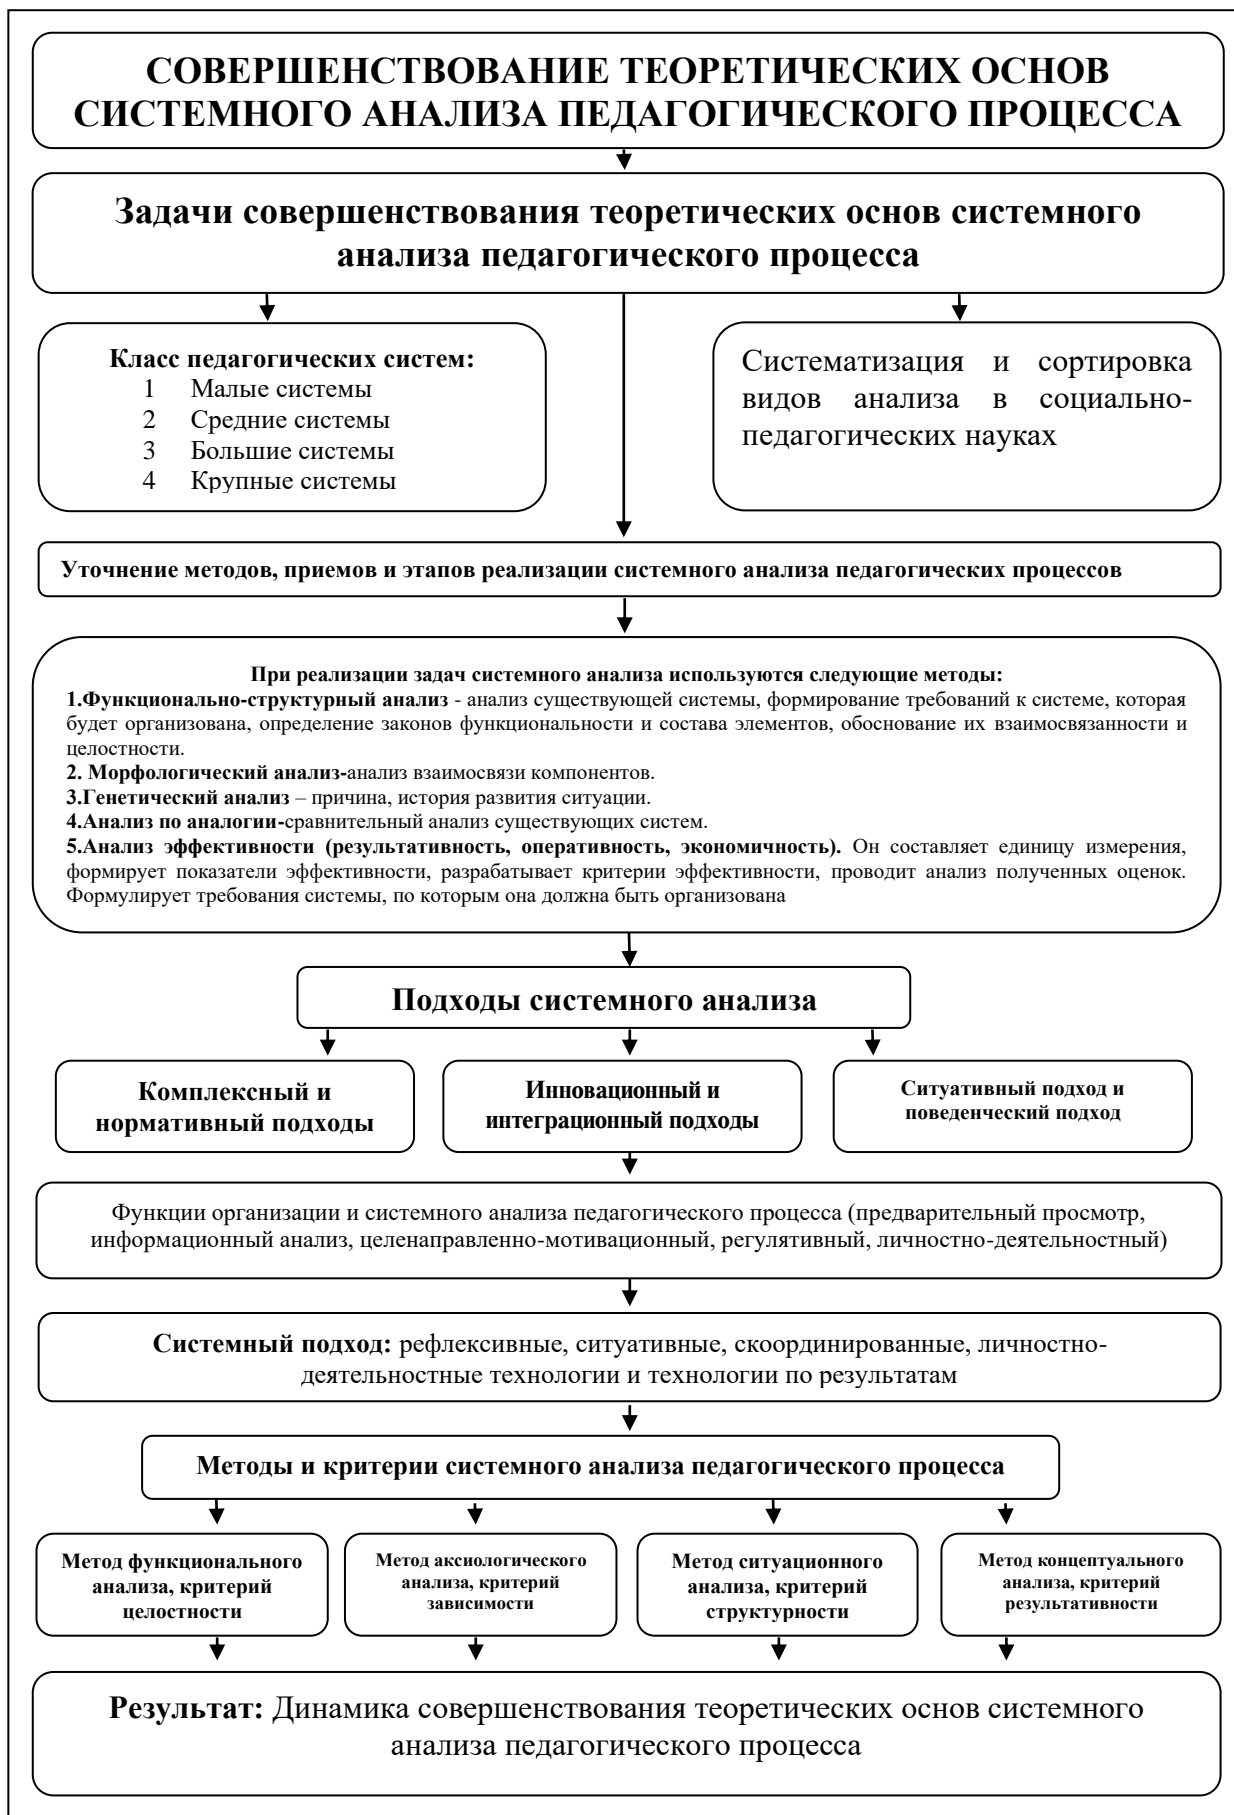 СОВЕРШЕНСТВОВАНИЕ ТЕОРЕТИЧЕСКИХ ОСНОВ
СИСТЕМНОГО АНАЛИЗА ПЕДАГОГИЧЕСКОГО ПРОЦЕССА
Задачи совершенствования теоретических основ системного
анализа педагогического процесса
Класс педагогических систем:
1 Малые системы
2 Средние системы
3 Большие системы
4 Крупные системы
Систематизация и сортировка
видов анализа в социально-
педагогических науках
Уточнение методов, приемов и этапов реализации системного анализа педагогических процессов
При реализации задач системного анализа используются следующие методы:
1.Функционально-структурный анализ - анализ существующей системы, формирование требований к системе, которая
будет организована, определение законов функциональности и состава элементов, обоснование их взаимосвязанности и
целостности.
2. Морфологический анализ-анализ взаимосвязи компонентов.
3.Генетический анализ – причина, история развития ситуации.
4.Анализ по аналогии-сравнительный анализ существующих систем.
5.Анализ эффективности (результативность, оперативность, экономичность). Он составляет единицу измерения,
формирует показатели эффективности, разрабатывает критерии эффективности, проводит анализ полученных оценок.
Формулирует требования системы, по которым она должна быть организована
Подходы системного анализа
Комплексный и
нормативный подходы
Инновационный и
интеграционный подходы
Ситуативный подход и
поведенческий подход
Функции организации и системного анализа педагогического процесса (предварительный просмотр,
информационный анализ, целенаправленно-мотивационный, регулятивный, личностно-деятельностный)
Системный подход: рефлексивные, ситуативные, скоординированные, личностно-
деятельностные технологии и технологии по результатам
Методы и критерии системного анализа педагогического процесса
Метод функционального
анализа, критерий
целостности
Метод аксиологического
анализа, критерий
зависимости
Метод ситуационного
анализа, критерий
структурности
Метод концептуального
анализа, критерий
результативности
Результат: Динамика совершенствования теоретических основ системного
анализа педагогического процесса